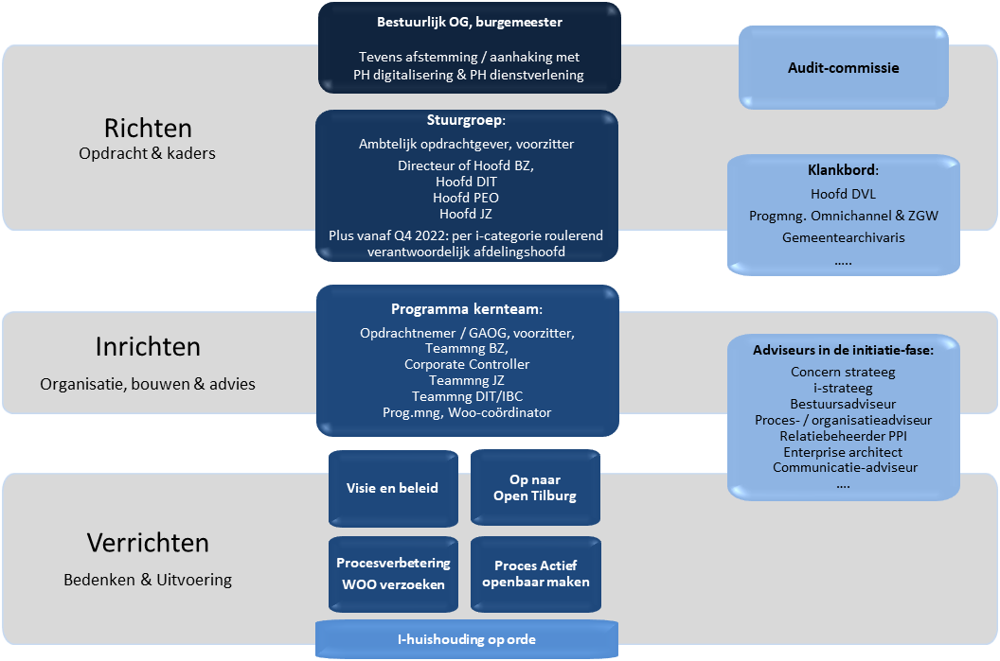 Richten
Opdracht & kaders
Bestuurlijk OG, burgemeester
Tevens afstemming / aanhaking met
PH digitalisering & PH dienstverlening
Stuurgroep:
Ambtelijk opdrachtgever, voorzitter
Directeur of Hoofd BZ,
Hoofd DIT
Hoofd PEO
Hoofd JZ
Plus vanaf Q4 2022: per i-categorie roulerend
verantwoordelijk afdelingshoofd
Audit-commissie
Klankbord:
Hoofd DVL
Progmng. Omnichannel & ZGW
Gemeentearchivaris
.....
Inrichten
Organisatie, bouwen & advies
Programma kernteam:
Opdrachtnemer / GAOG, voorzitter,
Teammng BZ,
Corporate Controller
Teammng JZ
Teammng DIT/IBC
Prog.mng, Woo-coördinator
Adviseurs in de initiatie-fase:
Concern strateeg
i-strateeg
Bestuursadviseur
Proces- / organisatieadviseur
Relatiebeheerder PPI
Enterprise architect
Communicatie-adviseur
....
Verrichten
Bedenken & Uitvoering
Visie en beleid
Op naar
Open Tilburg
Procesverbetering
WOO verzoeken
Proces Actief
openbaar maken
I-huishouding op orde